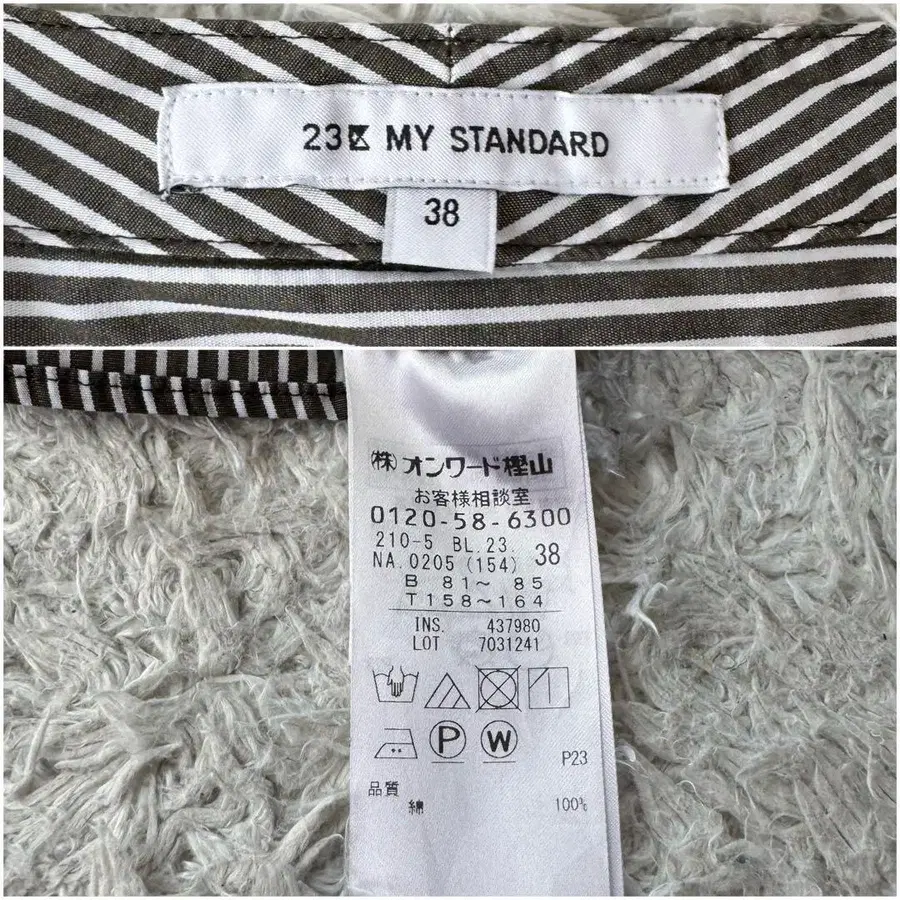 23区 MY STANDARD
38
㈱オンワード樫山
お客様相談室
0120-58-6300
210-5 BL.23. 38
NA.0205(154)
B 81～ 85
T158～164
INS. 437980
LOT 7031241
P W
P23
品質
綿 100%